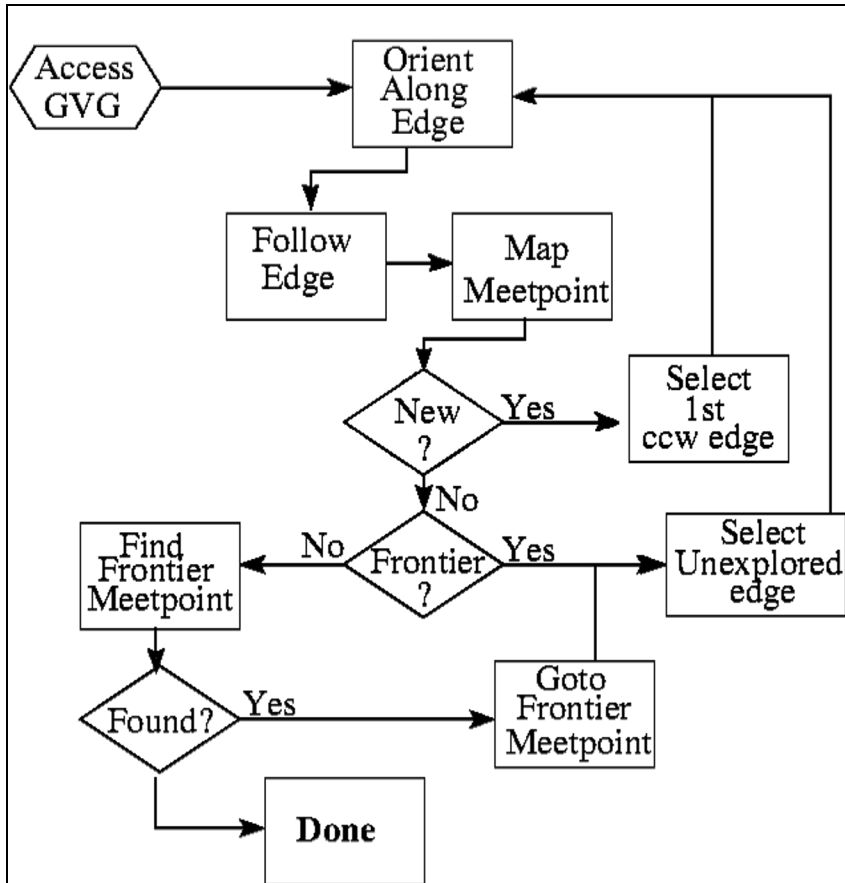 Access
GVG
Orient
Along
Edge
Follow
Edge
Map
Meetpoint
New
?
Yes
Select
1st
ccw edge
No
Find
Frontier
Meetpoint
No
Frontier
?
Yes
Select
Unexplored
edge
Found?
Yes
Goto
Frontier
Meetpoint
Done